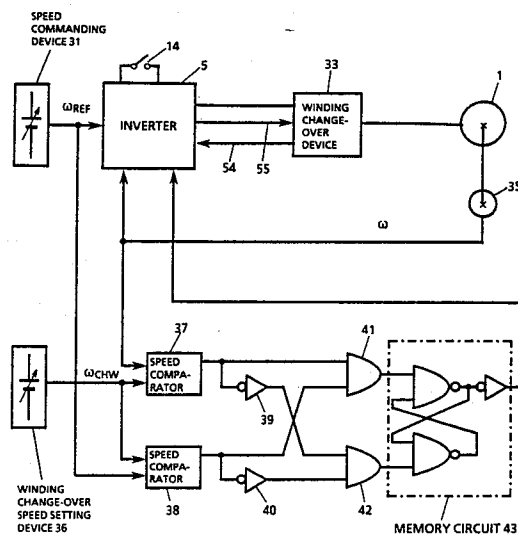 SPEED
COMMANDING
DEVICE 31
14
5
33
1
ωREF
INVERTER
WINDING
CHANGE-
OVER
DEVICE
55
54
35
ω
37
41
SPEED
COMPA-
RATOR
ωCHW
39
SPEED
COMPA-
RATOR
38
40
42
WINDING
CHANGE-OVER
SPEED SETTING
DEVICE 36
MEMORY CIRCUIT 43